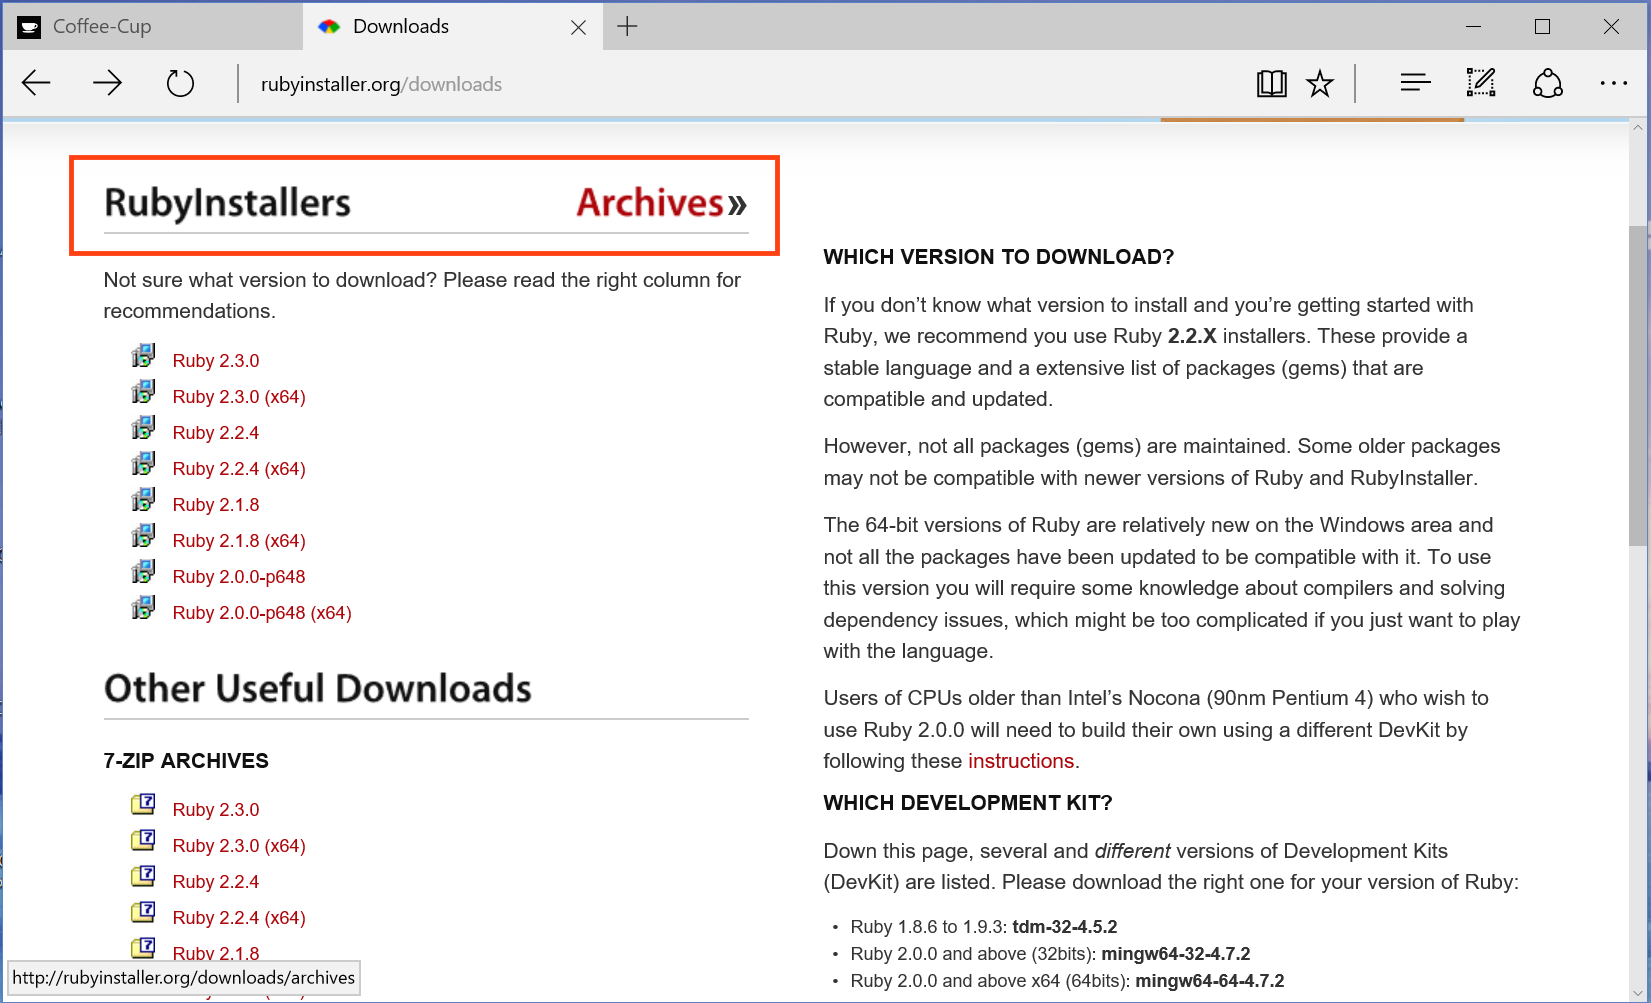 Coffee-Cup
Downloads
rubyinstaller.org/downloads
RubyInstallers
Archives»
Not sure what version to download? Please read the right column for
recommendations.
Ruby 2.3.0
Ruby 2.3.0 (x64)
Ruby 2.2.4
Ruby 2.2.4 (x64)
Ruby 2.1.8
Ruby 2.1.8 (x64)
Ruby 2.0.0-p648
Ruby 2.0.0-p648 (x64)
Other Useful Downloads
7-ZIP ARCHIVES
Ruby 2.3.0
Ruby 2.3.0 (x64)
Ruby 2.2.4
Ruby 2.2.4 (x64)
Ruby 2.1.8
http://rubyinstaller.org/downloads/archives
WHICH VERSION TO DOWNLOAD?
If you don’t know what version to install and you’re getting started with
Ruby, we recommend you use Ruby 2.2.X installers. These provide a
stable language and a extensive list of packages (gems) that are
compatible and updated.
However, not all packages (gems) are maintained. Some older packages
may not be compatible with newer versions of Ruby and RubyInstaller.
The 64-bit versions of Ruby are relatively new on the Windows area and
not all the packages have been updated to be compatible with it. To use
this version you will require some knowledge about compilers and solving
dependency issues, which might be too complicated if you just want to play
with the language.
Users of CPUs older than Intel’s Nocona (90nm Pentium 4) who wish to
use Ruby 2.0.0 will need to build their own using a different DevKit by
following these instructions.
WHICH DEVELOPMENT KIT?
Down this page, several and different versions of Development Kits
(DevKit) are listed. Please download the right one for your version of Ruby:
• Ruby 1.8.6 to 1.9.3: tdm-32-4.5.2
• Ruby 2.0.0 and above (32bits): mingw64-32-4.7.2
• Ruby 2.0.0 and above x64 (64bits): mingw64-64-4.7.2